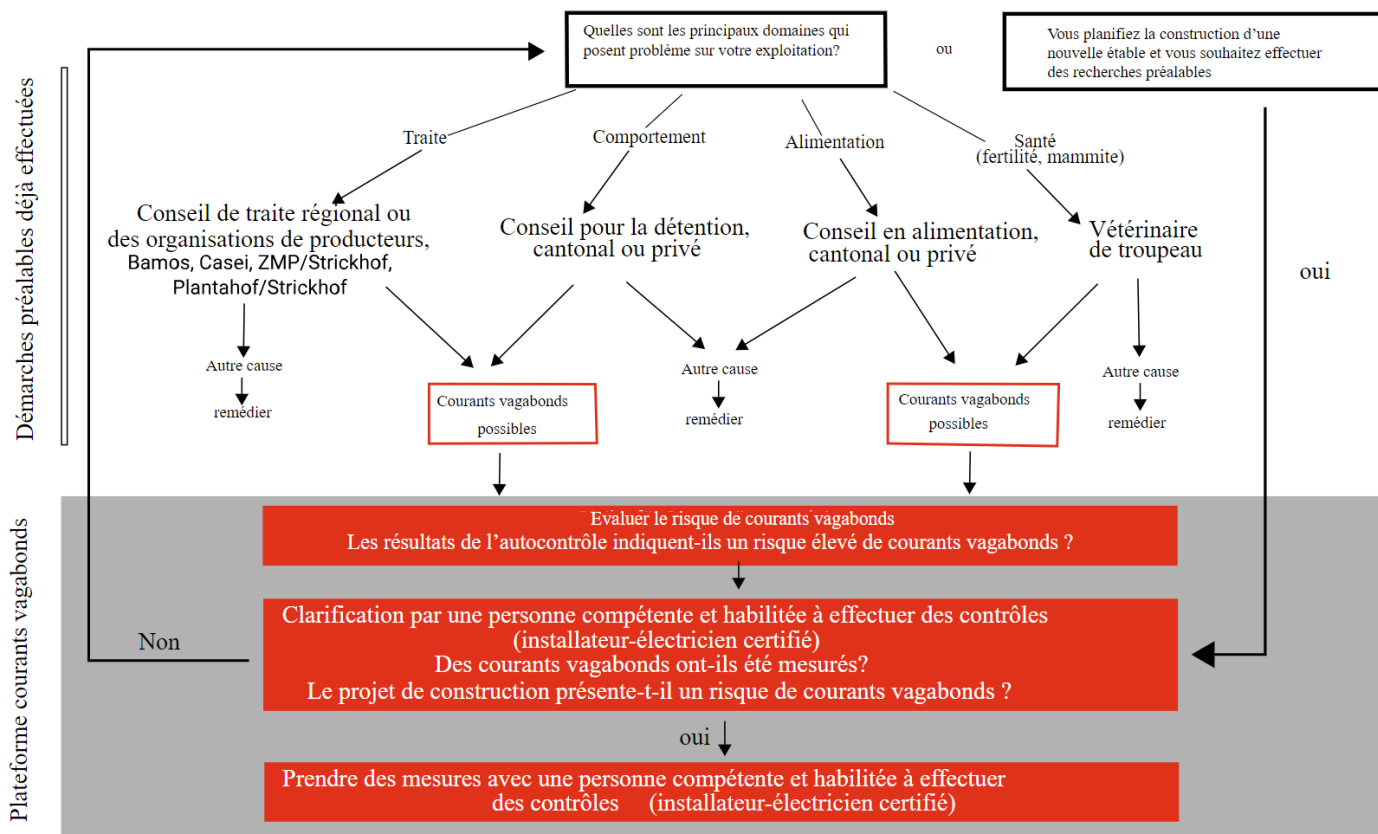 Quelles sont les principaux domaines qui
posent problème sur votre exploitation?
ou
Vous planifiez la construction d'une
nouvelle étable et vous souhaitez effectuer
des recherches préalables
Démarches préalables déjà effectuées
Traite
Comportement
Alimentation
Santé
(fertilité, mammite)
Conseil de traite régional ou
des organisations de producteurs,
Bamos, Casei, ZMP/Strickhof,
Plantahof/Strickhof
Conseil pour la détention,
cantonal ou privé
Conseil en alimentation,
cantonal ou privé
Vétérinaire
de troupeau
oui
Autre cause
remédier
Courants vagabonds
possibles
Autre cause
remédier
Courants vagabonds
possibles
Autre cause
remédier
Plateforme courants vagabonds
Evaluer le risque de courants vagabonds
Les résultats de l'autocontrôle indiquent-ils un risque élevé de courants vagabonds ?
Clarification par une personne compétente et habilitée à effectuer des contrôles
(installateur-électricien certifié)
Des courants vagabonds ont-ils été mesurés?
Le projet de construction présente-t-il un risque de courants vagabonds ?
Non
oui
Prendre des mesures avec une personne compétente et habilitée à effectuer
des contrôles (installateur-électricien certifié)